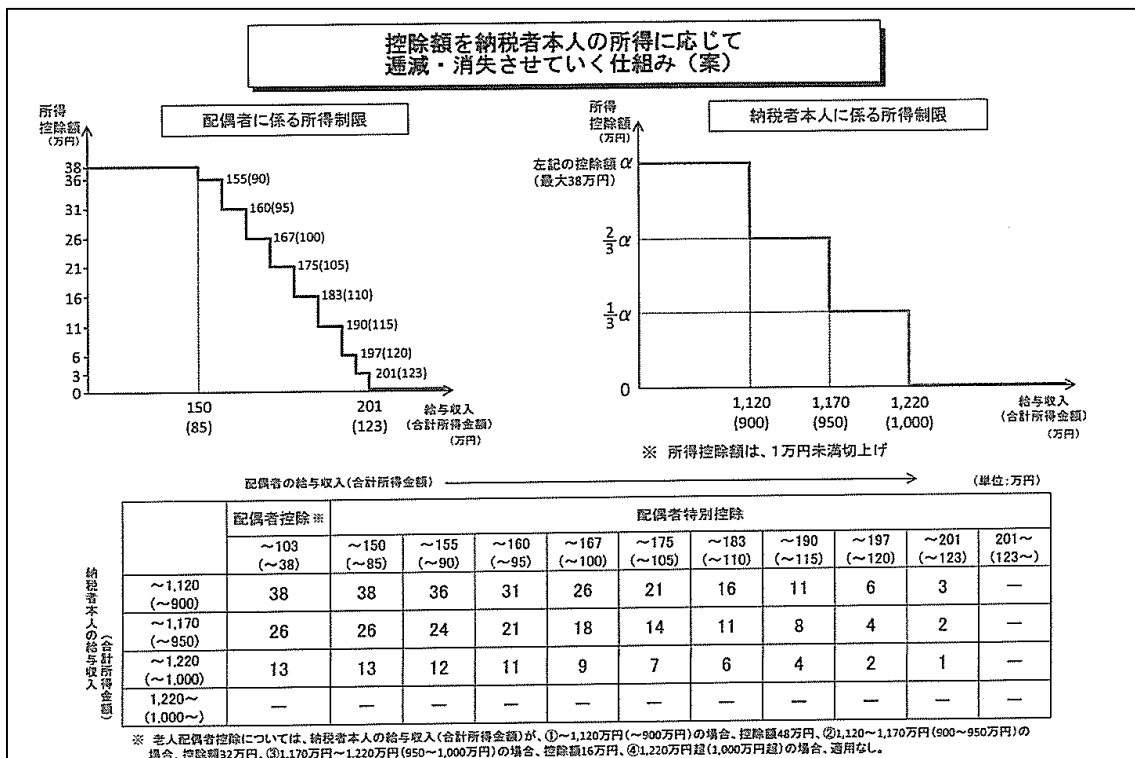 控除額を納税者本人の所得に応じて
逓減・消失させていく仕組み（案）
配偶者に係る所得制限
所得
控除額
(万円)
38
36
31
26
21
16
11
6
3
0
155(90)
160(95)
167(100)
175(105)
183(110)
190(115)
197(120)
201(123)
150
(85)
201
(123)
給与収入
(合計所得金額)
(万円)
納税者本人に係る所得制限
所得
控除額
(万円)
左記の控除額 α
(最大38万円)
2/3 α
1/3 α
0
1,120
(900)
1,170
(950)
1,220
(1,000)
給与収入
(合計所得金額)
(万円)
※ 所得控除額は、1万円未満切上げ
配偶者の給与収入(合計所得金額)
(単位:万円)
配偶者控除※ 配偶者特別控除
～103 ～150 ～155 ～160 ～167 ～175 ～183 ～190 ～197 ～201 201～
(～38) (～85) (～90) (～95) (～100) (～105) (～110) (～115) (～120) (～123) (123～)
納税者本人の給与収入
(合計所得金額)
～1,120
(～900)
38 38 36 31 26 21 16 11 6 3 －
～1,170
(～950)
26 26 24 21 18 14 11 8 4 2 －
～1,220
(～1,000)
13 13 12 11 9 7 6 4 2 1 －
1,220～
(1,000～)
－ － － － － － － － － － －
※ 老人配偶者控除については、納税者本人の給与収入(合計所得金額)が、①～1,120万円(～900万円)の場合、控除額48万円、②1,120～1,170万円(900～950万円)の
場合、控除額32万円、③1,170万円～1,220万円(950～1,000万円)の場合、控除額16万円、④1,220万円超(1,000万円超)の場合、適用なし。